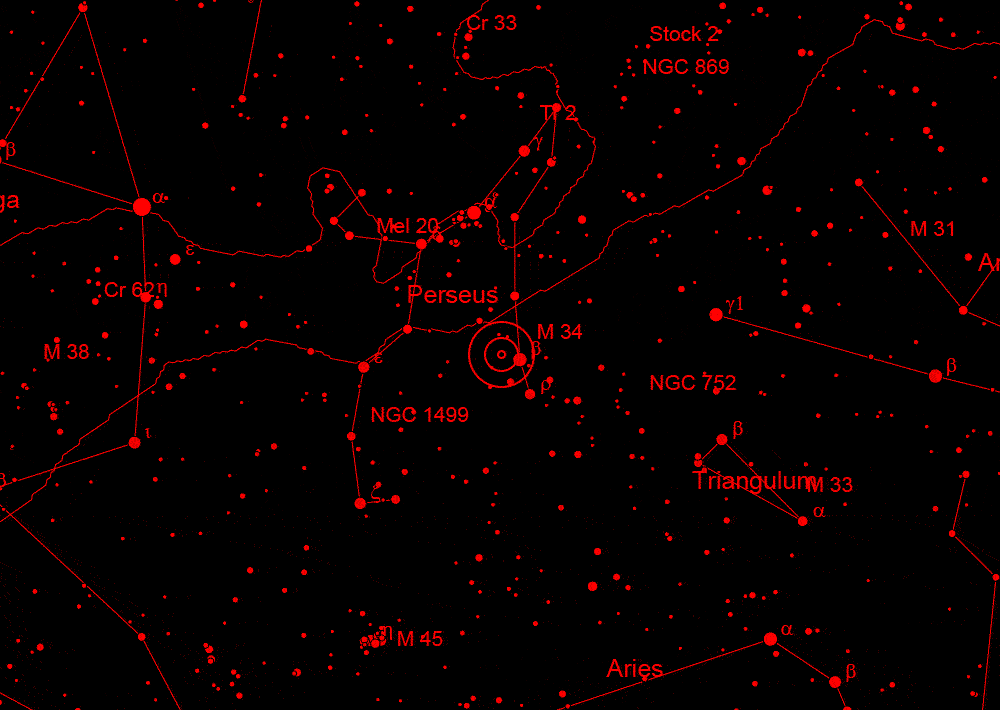 Cr 33
Stock 2
NGC 869
Tr 2
γ
β
α
ga
α
Mel 20
δ
M 31
ε
An
Cr 62
η
Perseus
γ1
M 34
β
M 38
ε
β
NGC 752
ρ
NGC 1499
β
ι
Triangulum
M 33
β
ζ
α
η
M 45
α
Aries
β